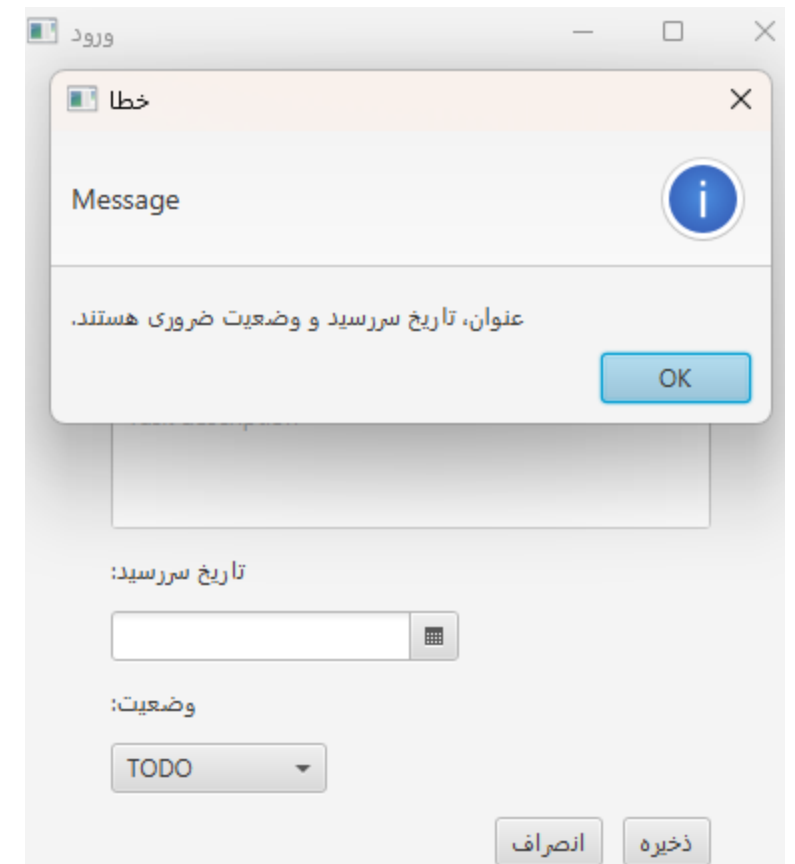 ورود
خطا
Message
عنوان، تاریخ سررسید و وضعیت ضروری هستند.
OK
تاریخ سررسید:
وضعیت:
TODO
انصراف
ذخیره